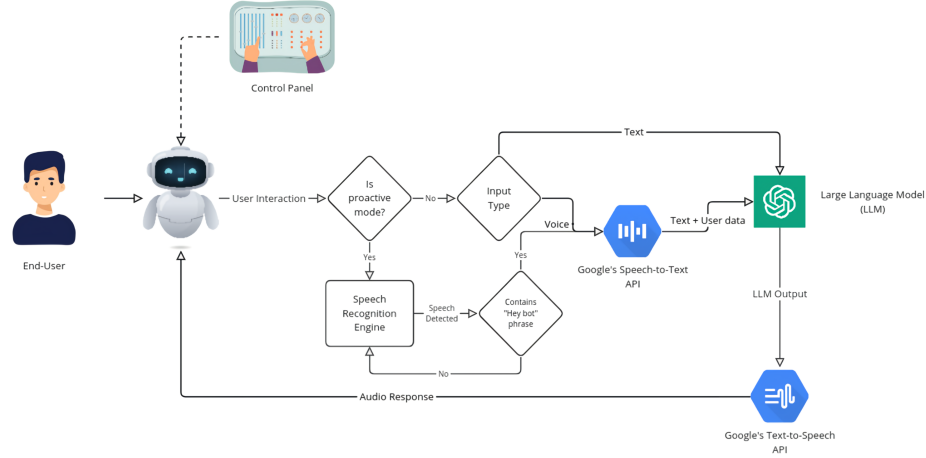 Control Panel
Text
Is
proactive
mode?
Input
Type
Large Language Model
(LLM)
User Interaction
No
Voice
Text + User data
End-User
Yes
Yes
Google's Speech-to-Text
API
Speech
Recognition
Engine
Speech
Detected
Contains
"Hey bot"
phrase
LLM Output
No
Audio Response
Google's Text-to-Speech
API